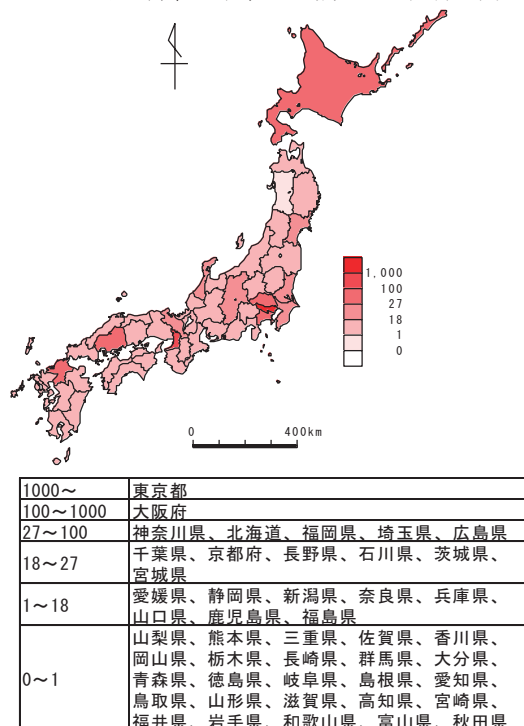 1,000
100
27
18
1
0
0 400km
1000～ 東京都
100～1000 大阪府
27～100 神奈川県、北海道、福岡県、埼玉県、広島県
18～27 千葉県、京都府、長野県、石川県、茨城県、
宮城県
1～18 愛媛県、静岡県、新潟県、奈良県、兵庫県、
山口県、鹿児島県、福島県
0～1 山梨県、熊本県、三重県、佐賀県、香川県、
岡山県、栃木県、長崎県、群馬県、大分県、
青森県、徳島県、岐阜県、島根県、愛知県、
鳥取県、山形県、滋賀県、高知県、宮崎県、
福井県、岩手県、和歌山県、富山県、秋田県